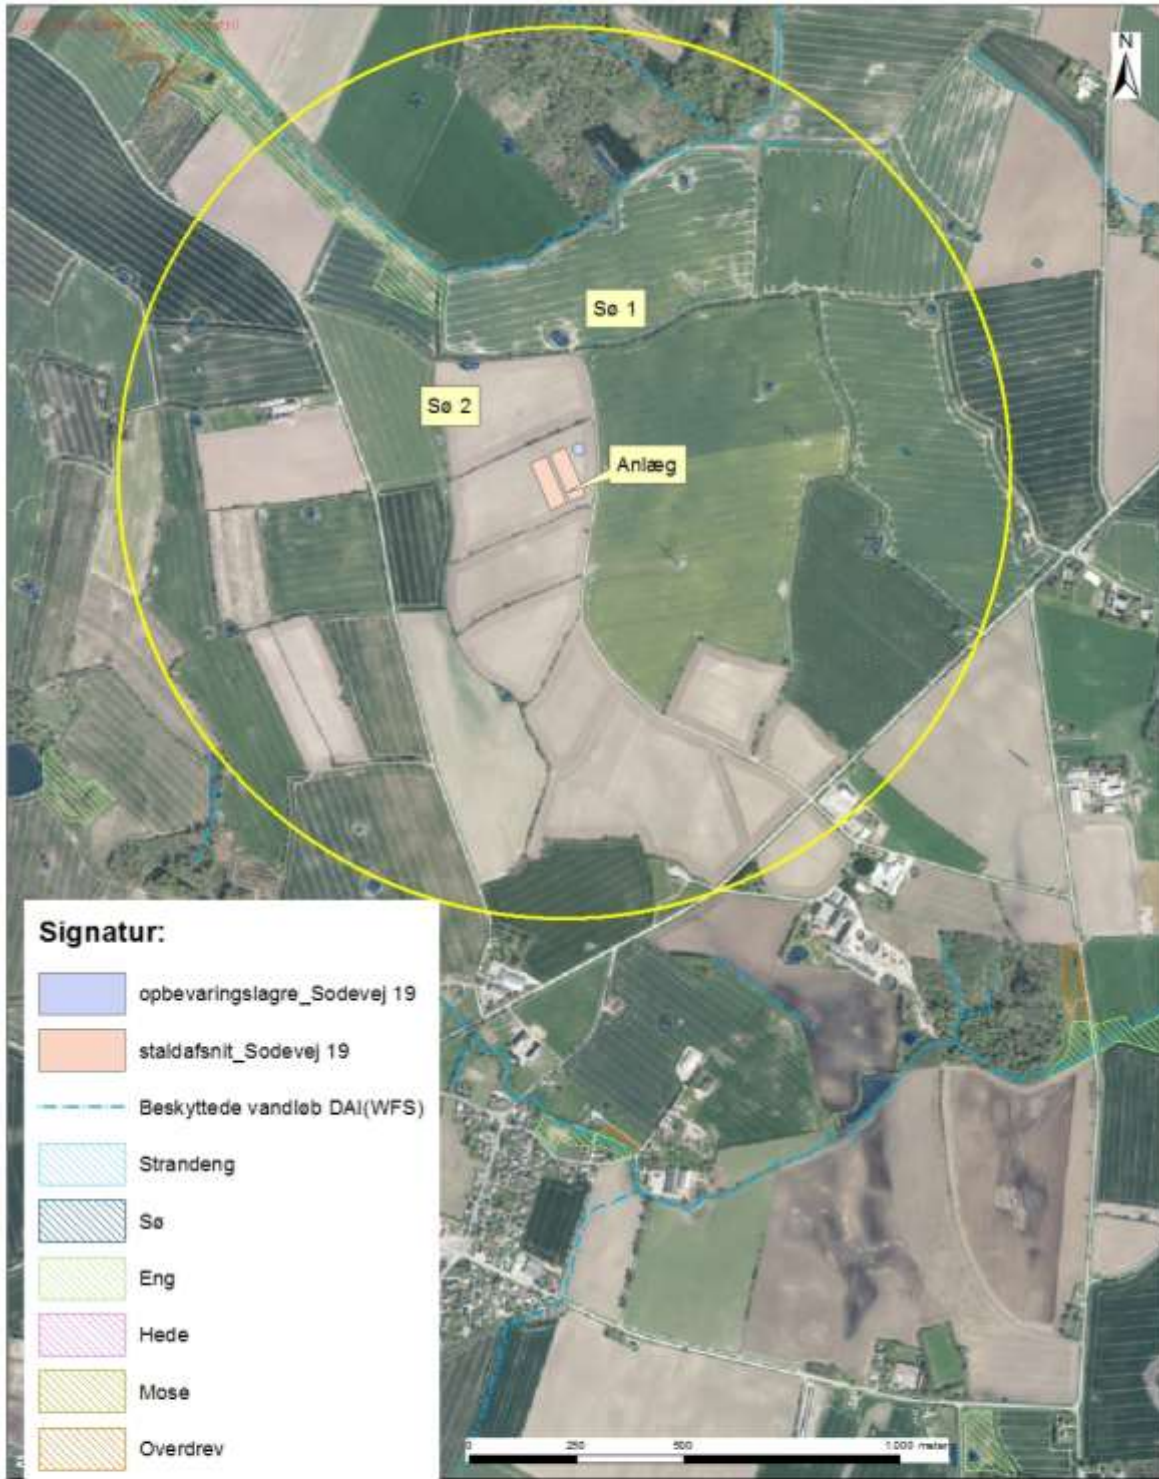 N
Sø 1
Sø 2
Anlæg
Signatur:
opbevaringslagre_Sodevej 19
staldafsnit_Sodevej 19
Beskyttede vandløb DAI(WFS)
Strandeng
Sø
Eng
Hede
Mose
Overdrev
0 250 500 1.000 meter